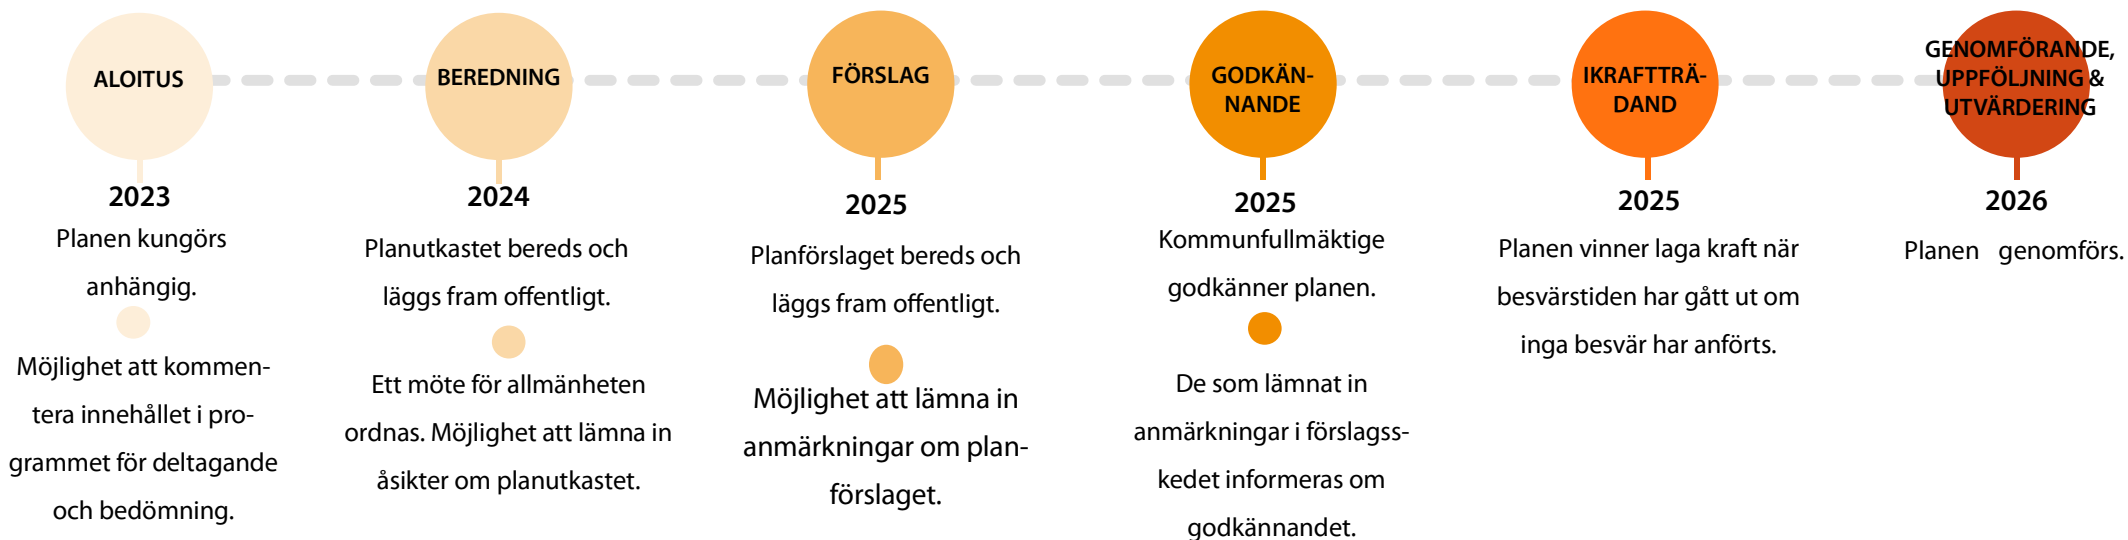 ALOITUS
2023
Planen kungörs
anhängig.
Möjlighet att kommen-
tera innehållet i pro-
grammet för deltagande
och bedömning.
BEREDNING
2024
Planutkastet bereds och
läggs fram offentligt.
Ett möte för allmänheten
ordnas. Möjlighet att lämna in
åsikter om planutkastet.
FÖRSLAG
2025
Planförslaget bereds och
läggs fram offentligt.
Möjlighet att lämna in
anmärkningar om plan-
förslaget.
GODKÄN-
NANDE
2025
Kommunfullmäktige
godkänner planen.
De som lämnat in
anmärkningar i förslagss-
kedet informeras om
godkännandet.
IKRAFTTRÄ-
DAND
2025
Planen vinner laga kraft när
besvärstiden har gått ut om
inga besvär har anförts.
GENOMFÖRANDE,
UPPFÖLJNING &
UTVÄRDERING
2026
Planen genomförs.